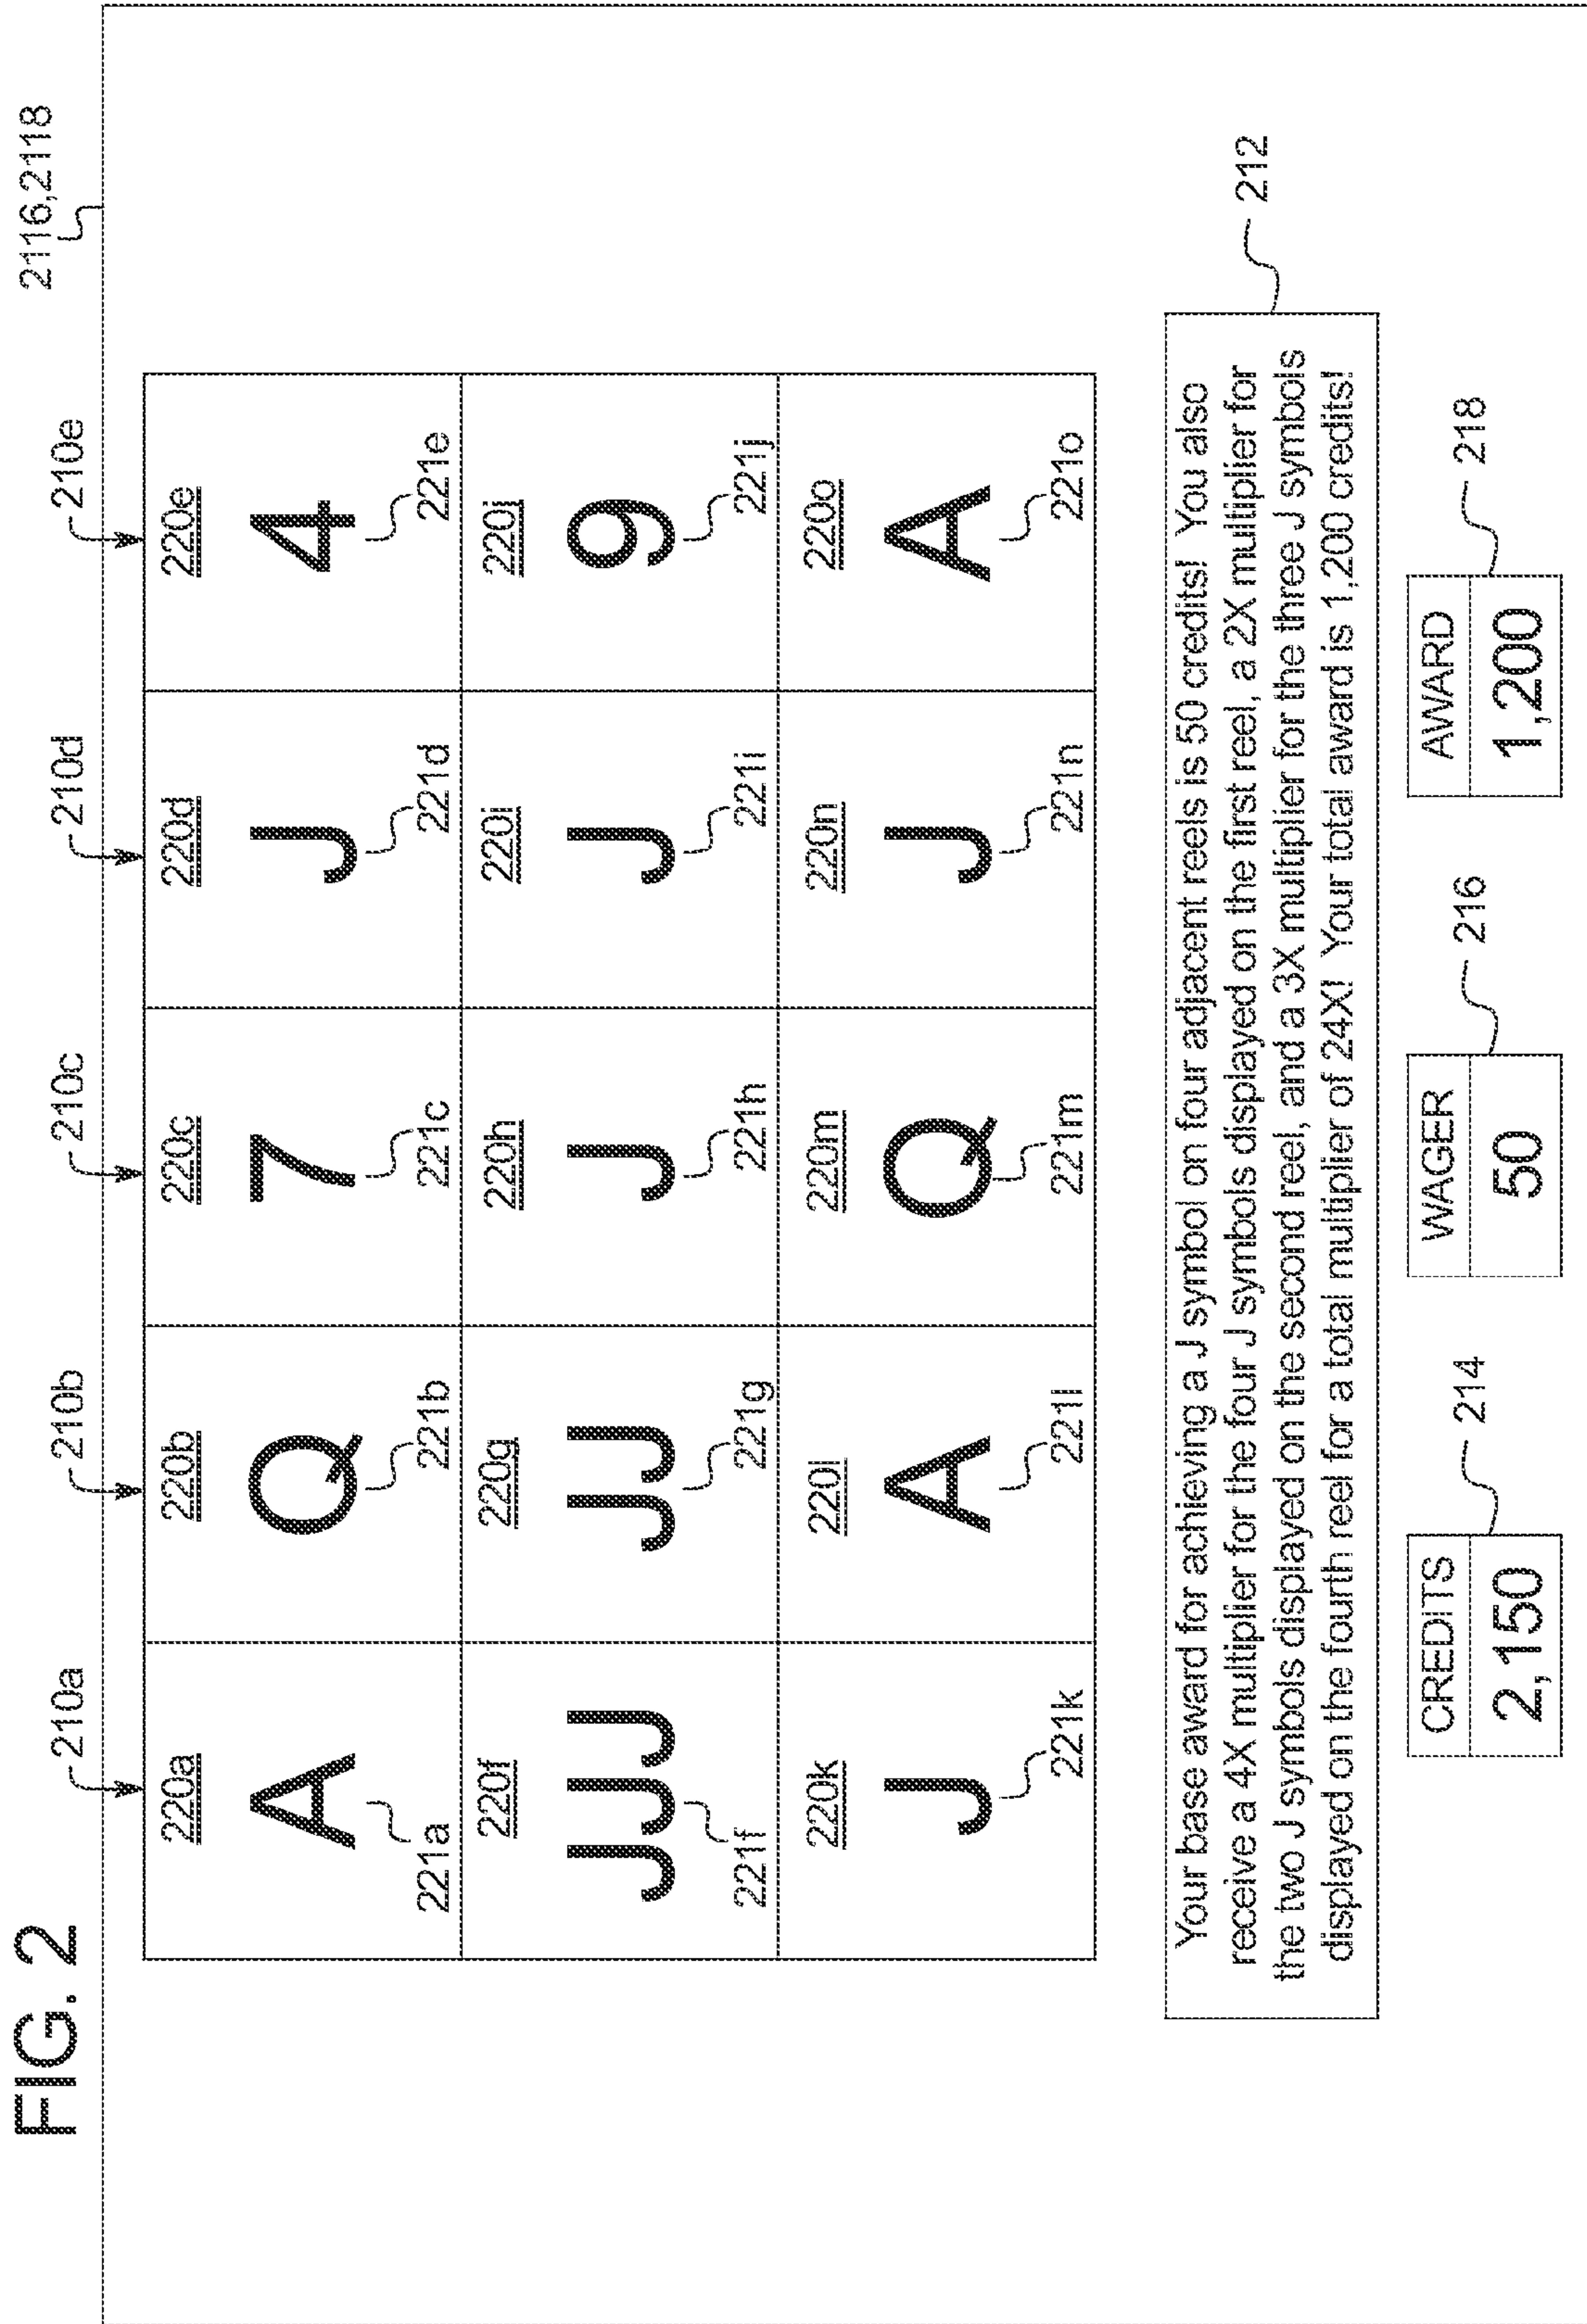 FIG. 2
2116,2118
210a 210b 210c 210d 210e
220a 220b 220c 220d 220e
A Q 7 J 4
221a 221b 221c 221d 221e
220f 220g 220h 220i 220j
JJJ JJ J J 9
221f 221g 221h 221i 221j
220k 220l 220m 220n 220o
J A Q J A
221k 221l 221m 221n 221o
Your base award for achieving a J symbol on four adjacent reels is 50 credits! You also
receive a 4X multiplier for the four J symbols displayed on the first reel, a 2X multiplier for
the two J symbols displayed on the second reel, and a 3X multiplier for the three J symbols
displayed on the fourth reel for a total multiplier of 24X! Your total award is 1,200 credits!
212
CREDITS 214 WAGER 216 AWARD 218
2,150 50 1,200